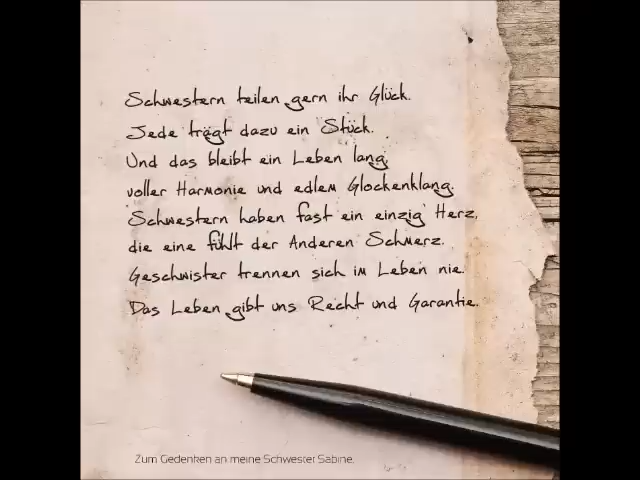 Schwestern teilen gern ihr Glück.
Jede trägt dazu ein Stück.
Und das bleibt ein Leben lang,
voller Harmonie und edlem Glockenklang.
Schwestern haben fast ein einzig' Herz,
die eine fühlt der Anderen Schmerz.
Geschwister trennen sich im Leben nie.
Das Leben gibt uns Recht und Garantie.
Zum Gedenken an meine Schwester Sabine.